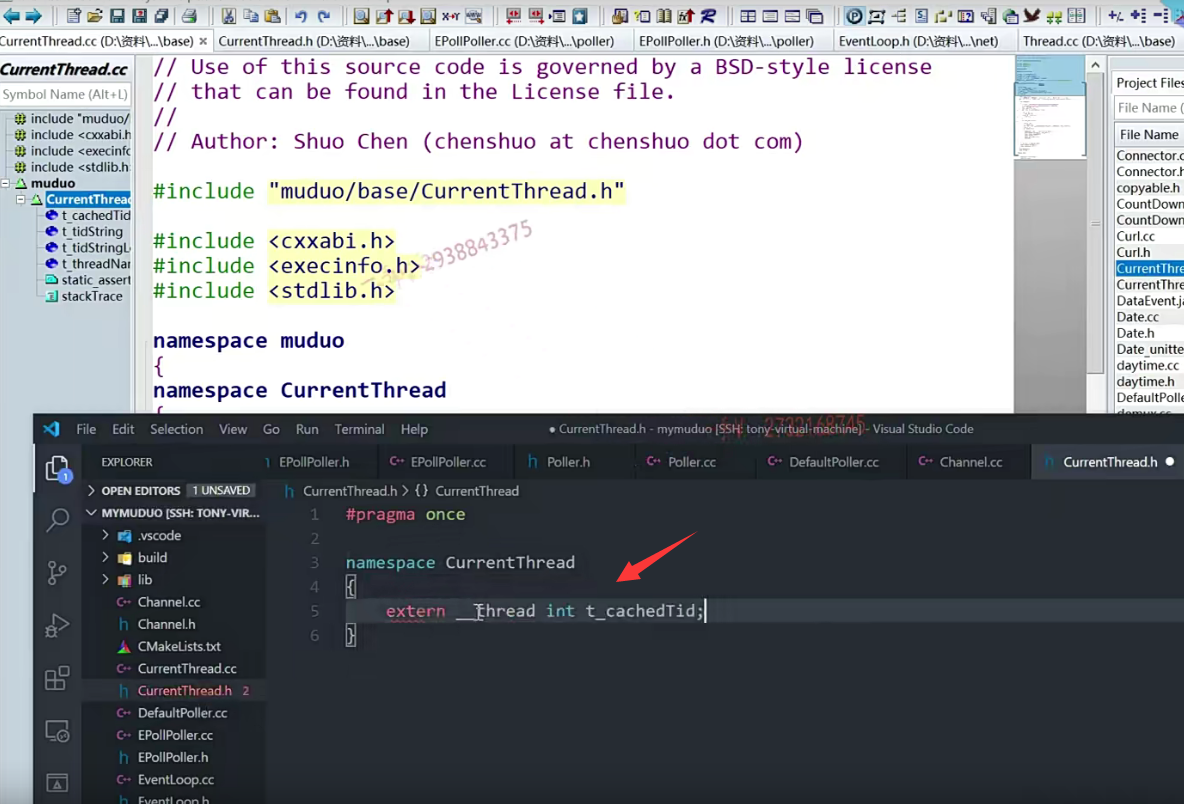 CurrentThread.cc (D:\资料\...\base) × CurrentThread.h (D:\资料\...\base) EPollPoller.cc (D:\资料\...\poller) EPollPoller.h (D:\资料\...\poller) EventLoop.h (D:\资料\...\net) Thread.cc (D:\资料\...\base)
CurrentThread.cc
Symbol Name (Alt+L)
include "muduo/
include <cxxabi.h
include <execinfo
include <stdlib.h
muduo
CurrentThread
t_cachedTid
t_tidString
t_tidStringL
t_threadNar
static_assert
stackTrace
// Use of this source code is governed by a BSD-style license
// that can be found in the License file.
//
// Author: Shuo Chen (chenshuo at chenshuo dot com)
#include "muduo/base/CurrentThread.h"
#include <cxxabi.h>
#include <execinfo.h>
#include <stdlib.h>
2938843375
namespace muduo
{
namespace CurrentThread
Project Files
File Name (
File Name
Connector.c
Connector.h
copyable.h
CountDown
CountDown
Curl.cc
Curl.h
CurrentThre
CurrentThre
DataEvent.ja
Date.cc
Date.h
Date_unitte
daytime.cc
daytime.h
DefaultPolle
File Edit Selection View Go Run Terminal Help
● CurrentThread.h - mymuduo [SSH: tony-virtual-machine] - Visual Studio Code
2732168745
EXPLORER
EPollPoller.h EPollPoller.cc Poller.h Poller.cc DefaultPoller.cc Channel.cc CurrentThread.h ●
1
OPEN EDITORS 1 UNSAVED
MYMUDUO [SSH: TONY-VIR...
.vscode
build
lib
Channel.cc
Channel.h
CMakeLists.txt
CurrentThread.cc
CurrentThread.h 2
DefaultPoller.cc
EPollPoller.cc
EPollPoller.h
EventLoop.cc
EventLoop.h
CurrentThread.h > {} CurrentThread
1 #pragma once
2
3 namespace CurrentThread
4 {
5 extern __thread int t_cachedTid;
6 }